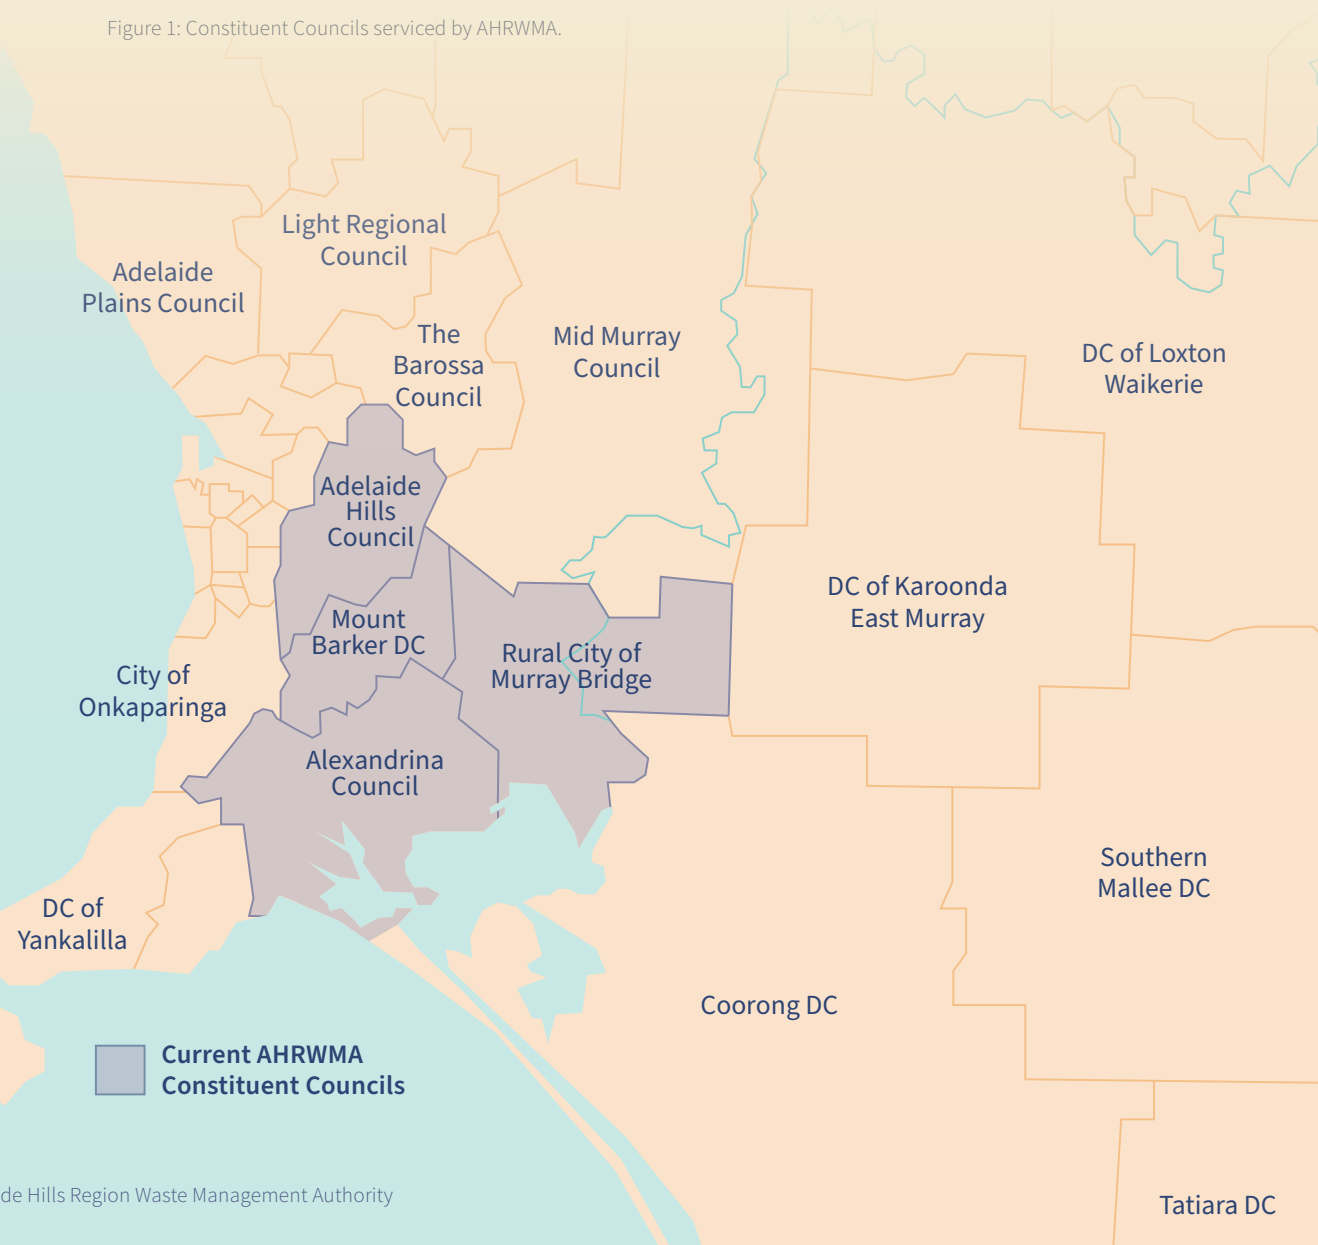 Figure 1: Constituent Councils serviced by AHRWMA.
Light Regional
Council
Adelaide
Plains Council
The
Barossa
Council
Mid Murray
Council
DC of Loxton
Waikerie
Adelaide
Hills
Council
Mount
Barker DC
Rural City of
Murray Bridge
DC of Karoonda
East Murray
City of
Onkaparinga
Alexandrina
Council
Southern
Mallee DC
DC of
Yankalilla
Coorong DC
Current AHRWMA
Constituent Councils
de Hills Region Waste Management Authority
Tatiara DC